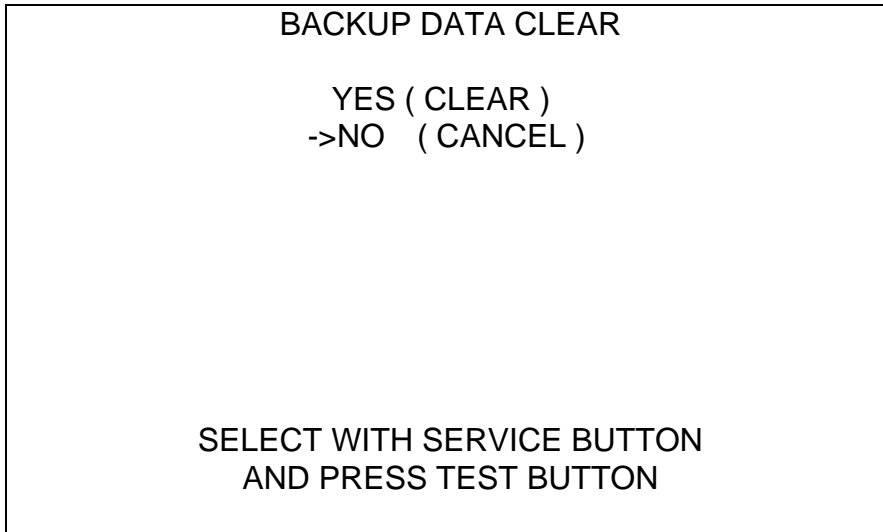 BACKUP DATA CLEAR
YES ( CLEAR )
->NO ( CANCEL )
SELECT WITH SERVICE BUTTON
AND PRESS TEST BUTTON